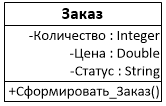 Заказ
-Количество : Integer
-Цена : Double
-Статус : String
+Сформировать_Заказ()